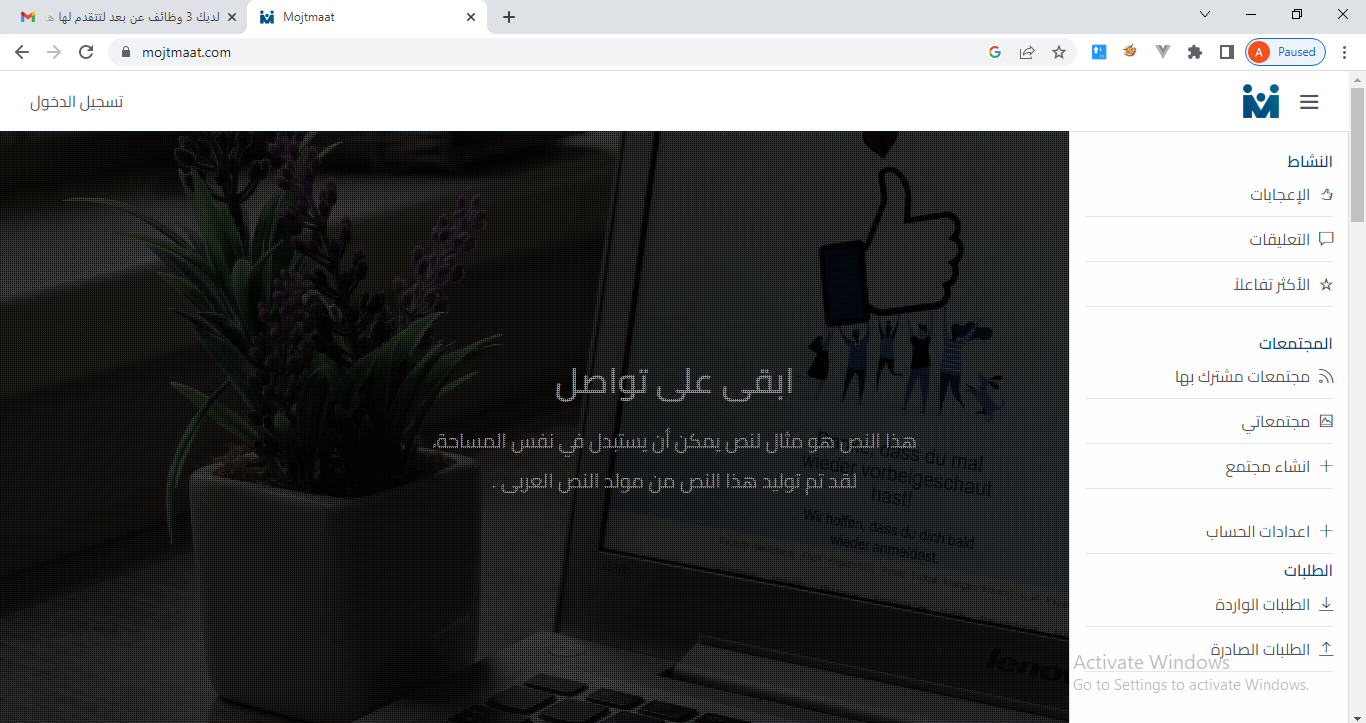 لديك 3 وظائف عن بعد لتتقدم لها
Mojtmaat
mojtmaat.com
A
Paused
تسجيل الدخول
النشاط
الإعجابات
التعليقات
الأكثر تفاعلاً
المجتمعات
مجتمعات مشترك بها
مجتمعاتي
انشاء مجتمع
اعدادات الحساب
الطلبات
الطلبات الواردة
الطلبات الصادرة
ابقى على تواصل
هذا النص هو مثال لنص يمكن أن يستبدل في نفس المساحة،
لقد تم توليد هذا النص من مولد النص العربى .
dass du mal
wieder vorbeigeschaut
hast!
Wir hoffen, dass du dich bald
wieder anmeldest.
lenovo
Activate Windows
Go to Settings to activate Windows.